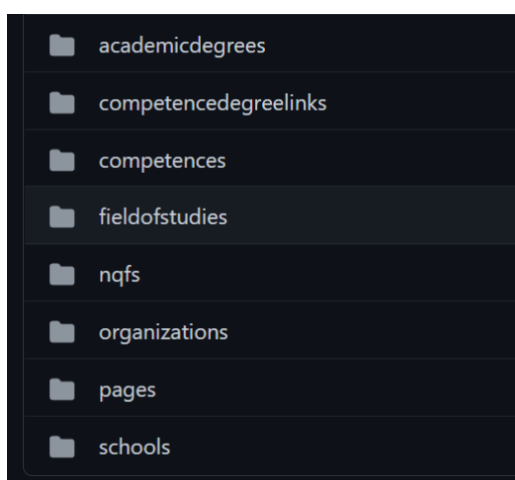 academicdegrees
competencedegreelinks
competences
fieldofstudies
nqfs
organizations
pages
schools